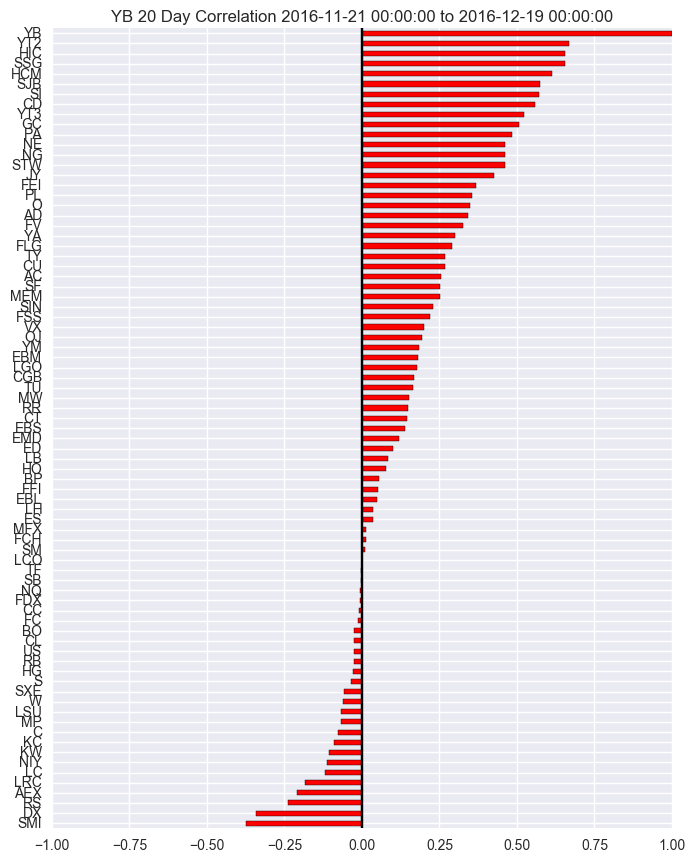 YB 20 Day Correlation 2016-11-21 00:00:00 to 2016-12-19 00:00:00
YB
YT2
HIC
SSG
HCM
SJB
SI
CD
YT3
GC
PA
NE
NG
STW
JY
FEI
PL
O
AD
FV
YA
FLG
TY
CU
AC
SF
MEM
SIN
FSS
VX
OJ
YM
EBM
LGO
CGB
TU
MW
RR
CT
EBS
EMD
ED
LB
HO
BP
EBL
LH
ES
MFX
FCH
SM
LCO
TF
SB
NQ
FDX
CC
FC
BO
CL
US
RB
HG
S
SXE
W
LSU
MP
C
KC
KW
NIY
LC
LRC
AEX
RS
DX
SMI
−1.00 −0.75 −0.50 −0.25 0.00 0.25 0.50 0.75 1.00